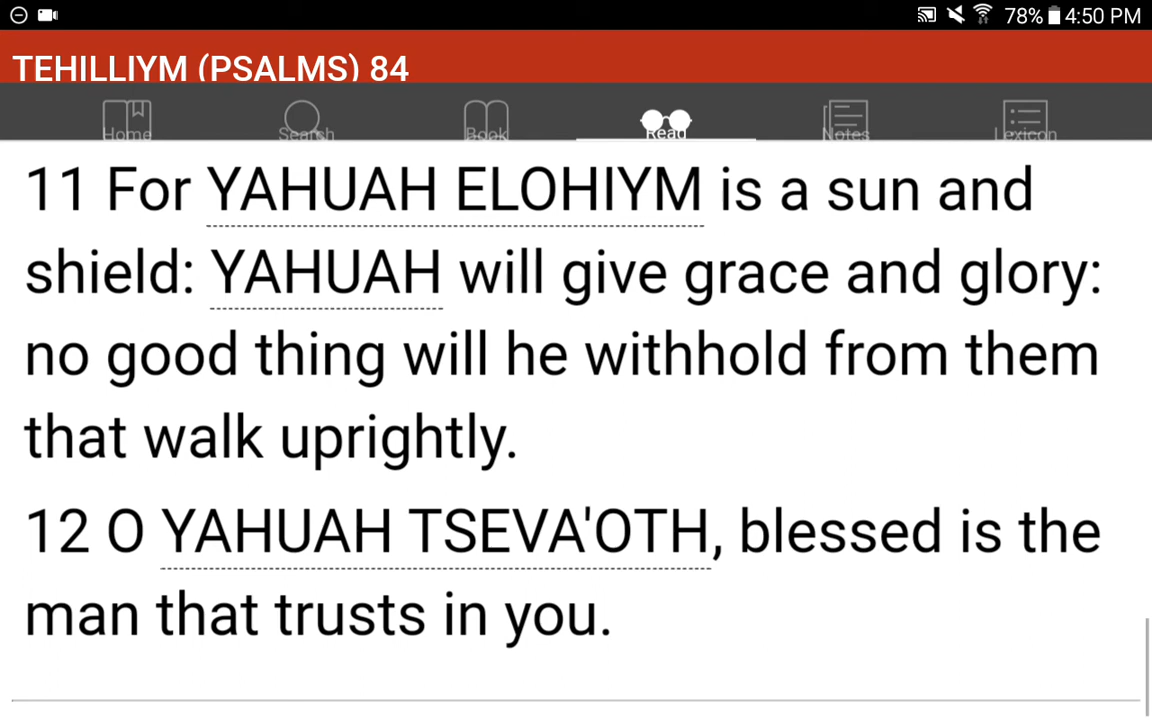 78% 4:50 PM
TEHILLIYM (PSALMS) 84
Home Search Book Read Notes Lexicon
11 For YAHUAH ELOHIYM is a sun and
shield: YAHUAH will give grace and glory:
no good thing will he withhold from them
that walk uprightly.
12 O YAHUAH TSEVA'OTH, blessed is the
man that trusts in you.